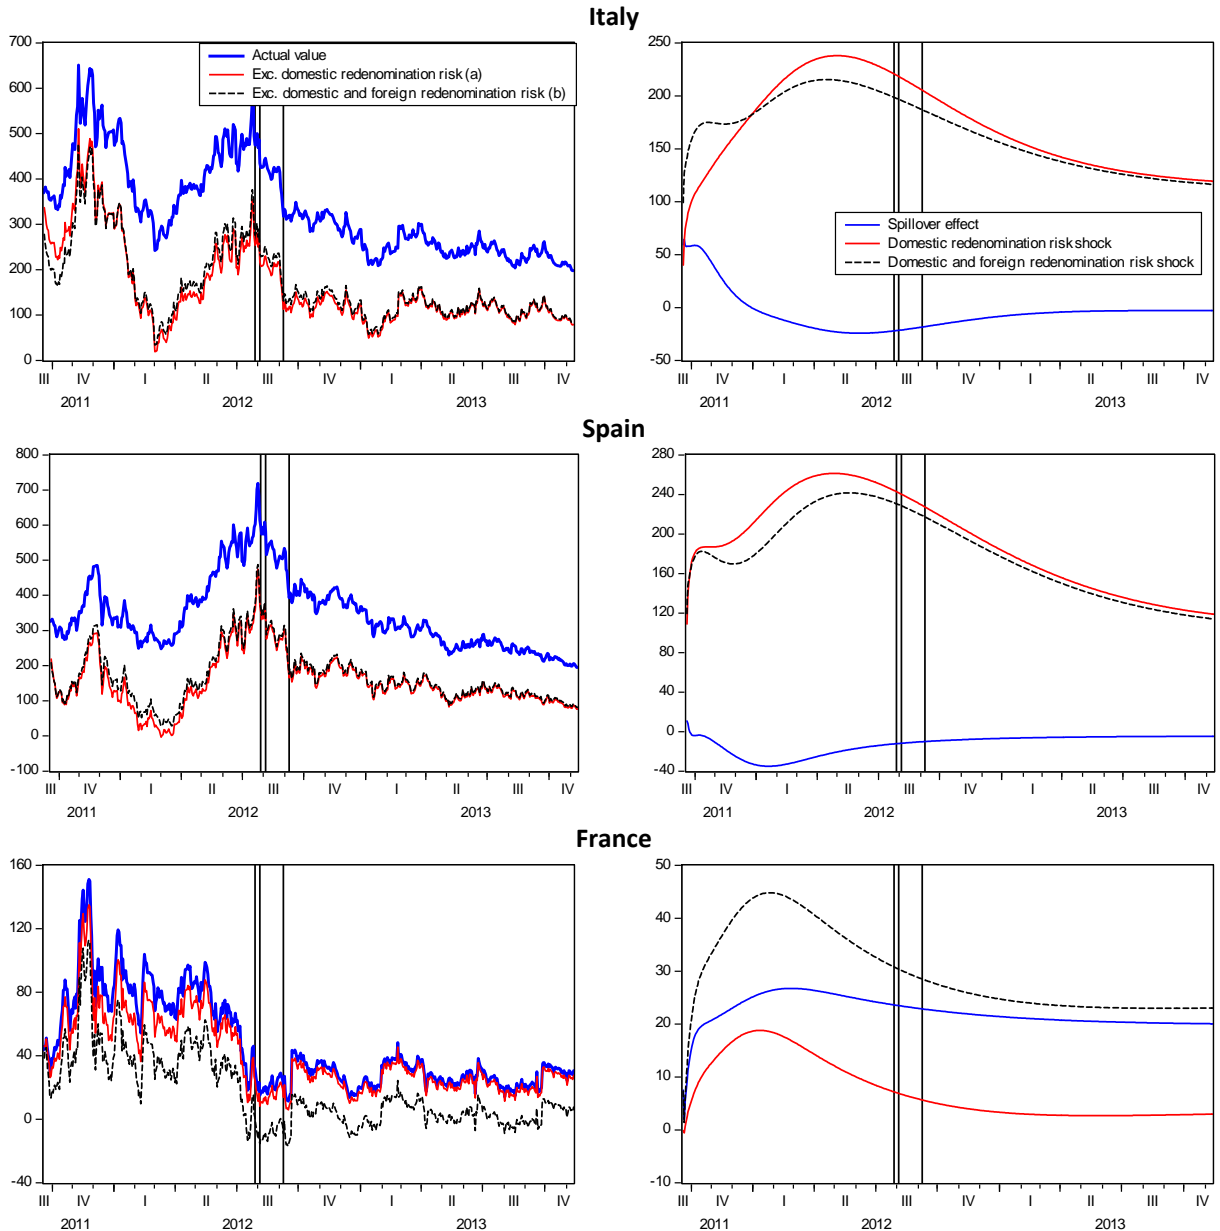 Italy
700
600
500
400
300
200
100
0
Actual value
Exc. domestic redenomination risk (a)
Exc. domestic and foreign redenomination risk (b)
III IV I II III IV I II III IV
2011 2012 2013
250
200
150
100
50
0
-50
Spillover effect
Domestic redenomination risk shock
Domestic and foreign redenomination risk shock
III IV I II III IV I II III IV
2011 2012 2013
Spain
800
700
600
500
400
300
200
100
0
-100
III IV I II III IV I II III IV
2011 2012 2013
280
240
200
160
120
80
40
0
-40
III IV I II III IV I II III IV
2011 2012 2013
France
160
120
80
40
0
-40
III IV I II III IV I II III IV
2011 2012 2013
50
40
30
20
10
0
-10
III IV I II III IV I II III IV
2011 2012 2013